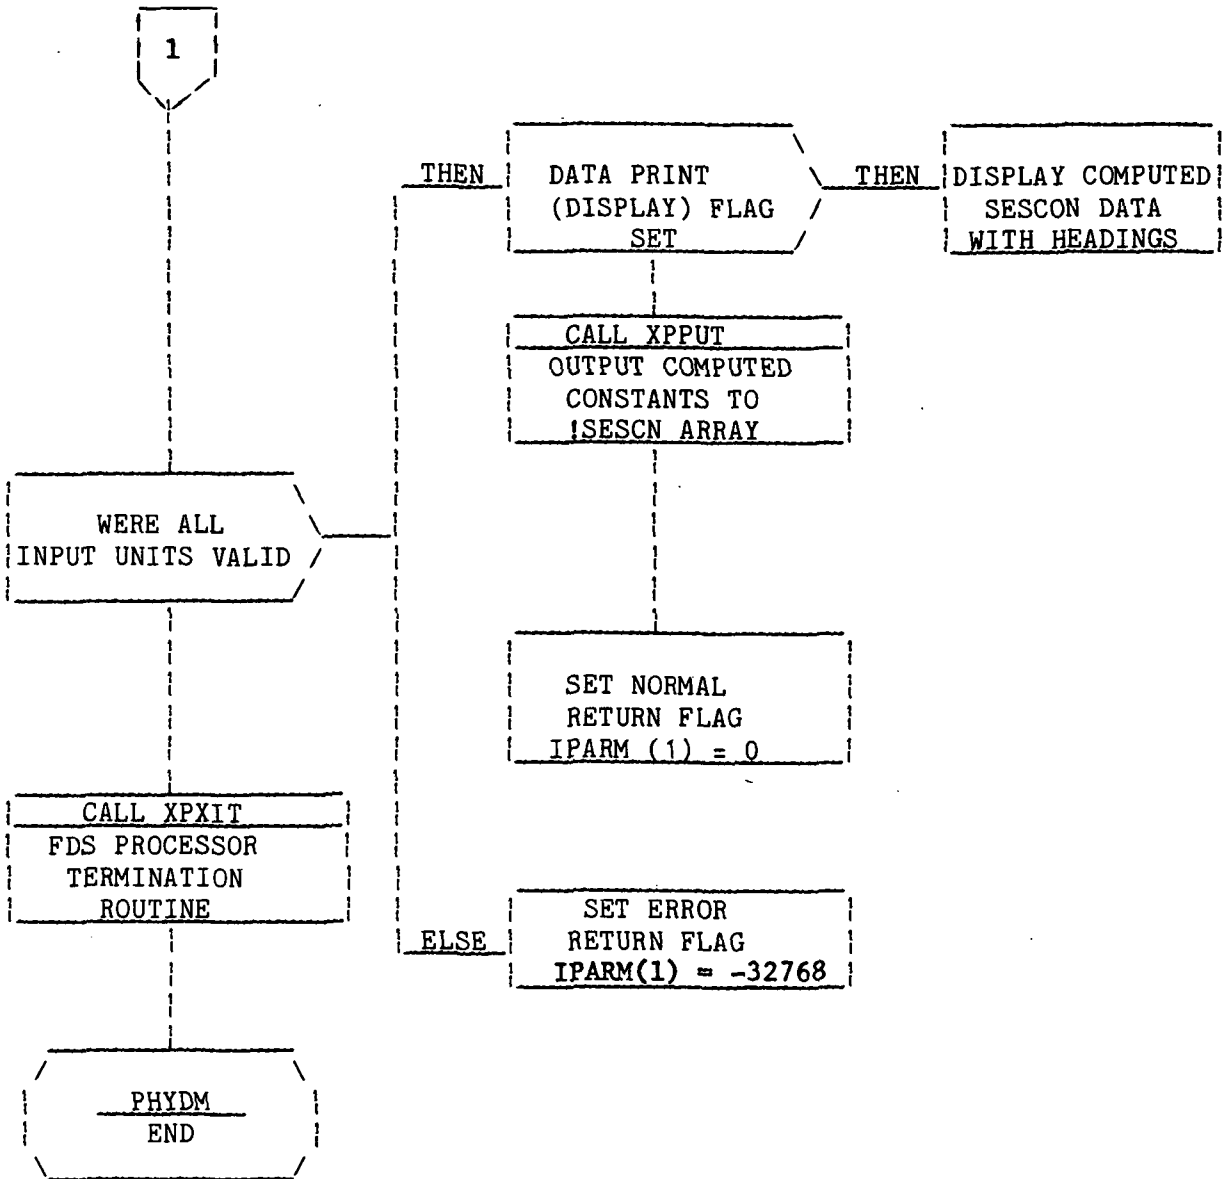 1
THEN
DATA PRINT
(DISPLAY) FLAG
SET
THEN
DISPLAY COMPUTED
SESCON DATA
WITH HEADINGS
CALL XPPUT
OUTPUT COMPUTED
CONSTANTS TO
!SESCN ARRAY
WERE ALL
INPUT UNITS VALID
SET NORMAL
RETURN FLAG
IPARM (1) = 0
CALL XPXIT
FDS PROCESSOR
TERMINATION
ROUTINE
ELSE
SET ERROR
RETURN FLAG
IPARM(1) = -32768
PHYDM
END